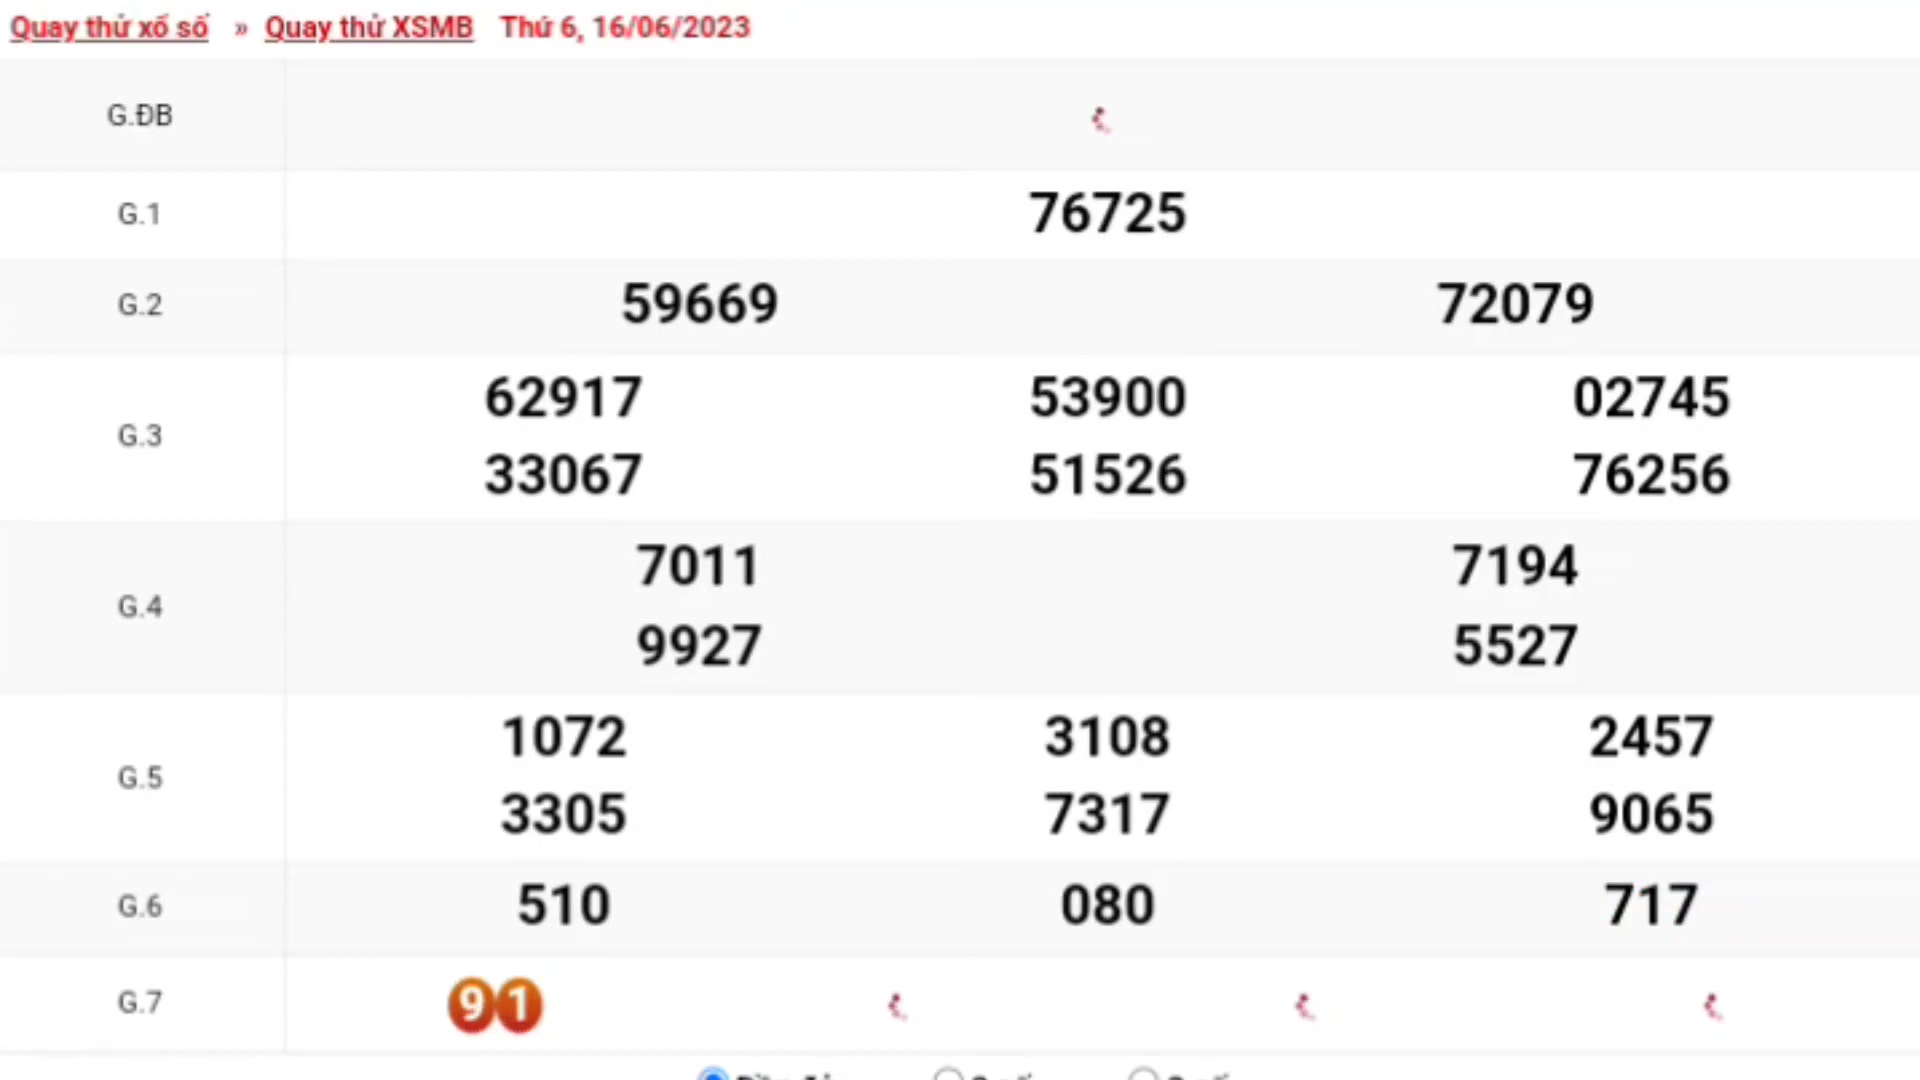 Quay thử xổ số » Quay thử XSMB Thứ 6, 16/06/2023
G.ĐB
G.1 76725
G.2 59669 72079
G.3 62917 53900 02745
33067 51526 76256
G.4 7011 7194
9927 5527
G.5 1072 3108 2457
3305 7317 9065
G.6 510 080 717
G.7 91